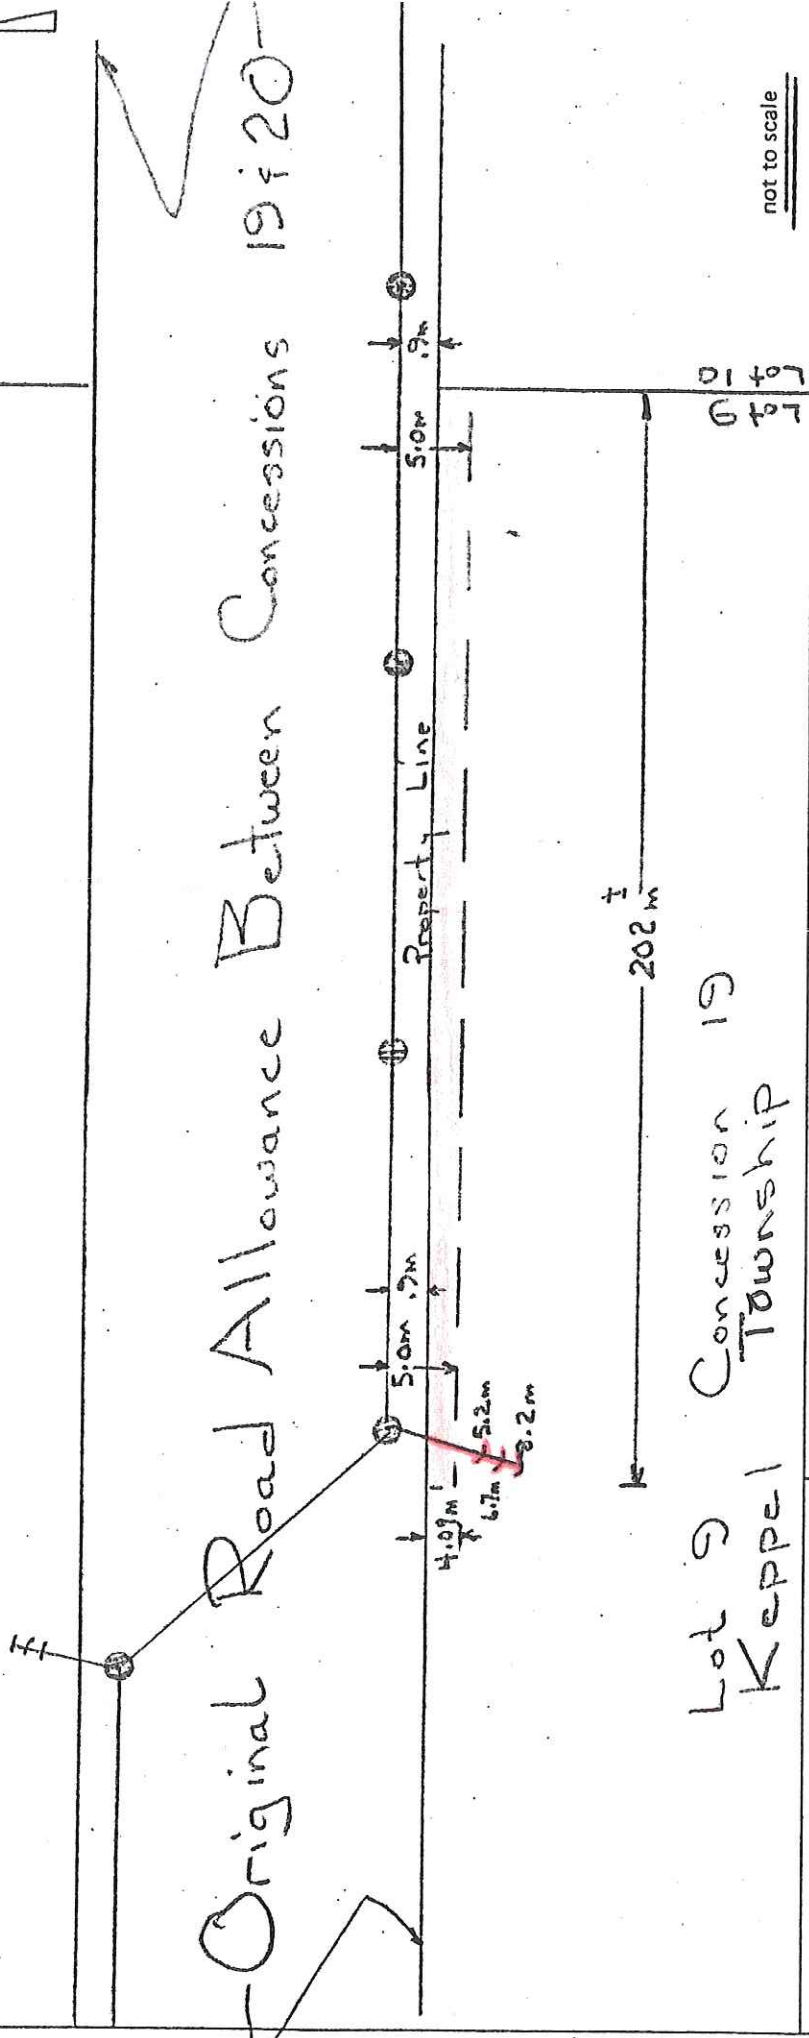 Original Road Allowance Between Concessions 19 & 20
.9m
5.0m
Property Line
.9m
5.0m
5.2m
8.2m
6.7m
4.09m
202 m ±
Lot 9
Lot 10
Lot 9 Concession 19
Keppel Township
not to scale